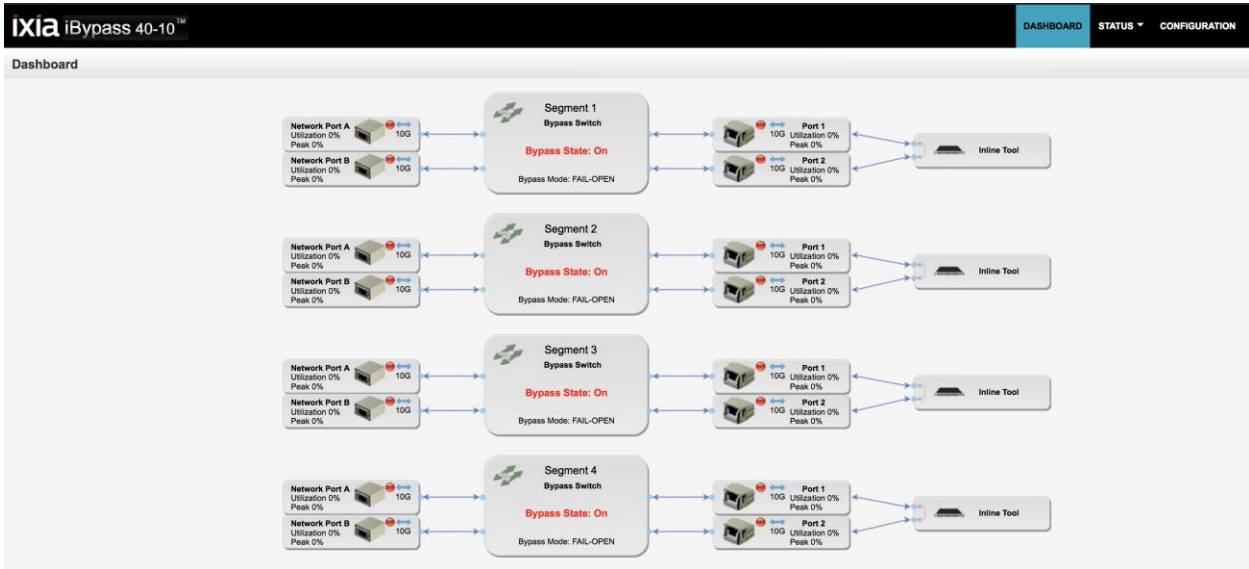 ixia iBypass 40-10™
DASHBOARD STATUS CONFIGURATION
Dashboard
Segment 1
Bypass Switch
Bypass State: On
Bypass Mode: FAIL-OPEN
Network Port A
Utilization 0%
Peak 0%
10G
Network Port B
Utilization 0%
Peak 0%
10G
Port 1
10G Utilization 0%
Peak 0%
Port 2
10G Utilization 0%
Peak 0%
Inline Tool
Segment 2
Bypass Switch
Bypass State: On
Bypass Mode: FAIL-OPEN
Network Port A
Utilization 0%
Peak 0%
10G
Network Port B
Utilization 0%
Peak 0%
10G
Port 1
10G Utilization 0%
Peak 0%
Port 2
10G Utilization 0%
Peak 0%
Inline Tool
Segment 3
Bypass Switch
Bypass State: On
Bypass Mode: FAIL-OPEN
Network Port A
Utilization 0%
Peak 0%
10G
Network Port B
Utilization 0%
Peak 0%
10G
Port 1
10G Utilization 0%
Peak 0%
Port 2
10G Utilization 0%
Peak 0%
Inline Tool
Segment 4
Bypass Switch
Bypass State: On
Bypass Mode: FAIL-OPEN
Network Port A
Utilization 0%
Peak 0%
10G
Network Port B
Utilization 0%
Peak 0%
10G
Port 1
10G Utilization 0%
Peak 0%
Port 2
10G Utilization 0%
Peak 0%
Inline Tool